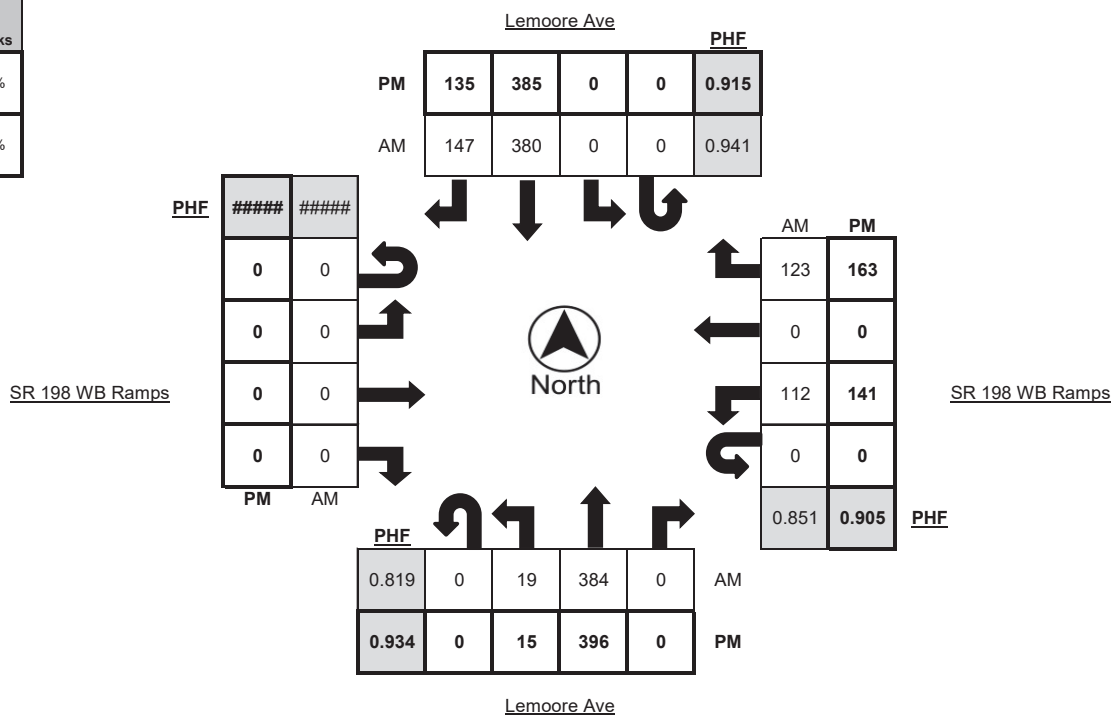 Lemoore Ave
PHF
ks
PM 135 385 0 0 0.915
%
AM 147 380 0 0 0.941
%
PHF ##### #####
AM PM
0 0
123 163
0 0
0 0
North
SR 198 WB Ramps
0 0
112 141
SR 198 WB Ramps
0 0
0 0
PM AM
0.851 0.905 PHF
PHF
0.819 0 19 384 0 AM
0.934 0 15 396 0 PM
Lemoore Ave